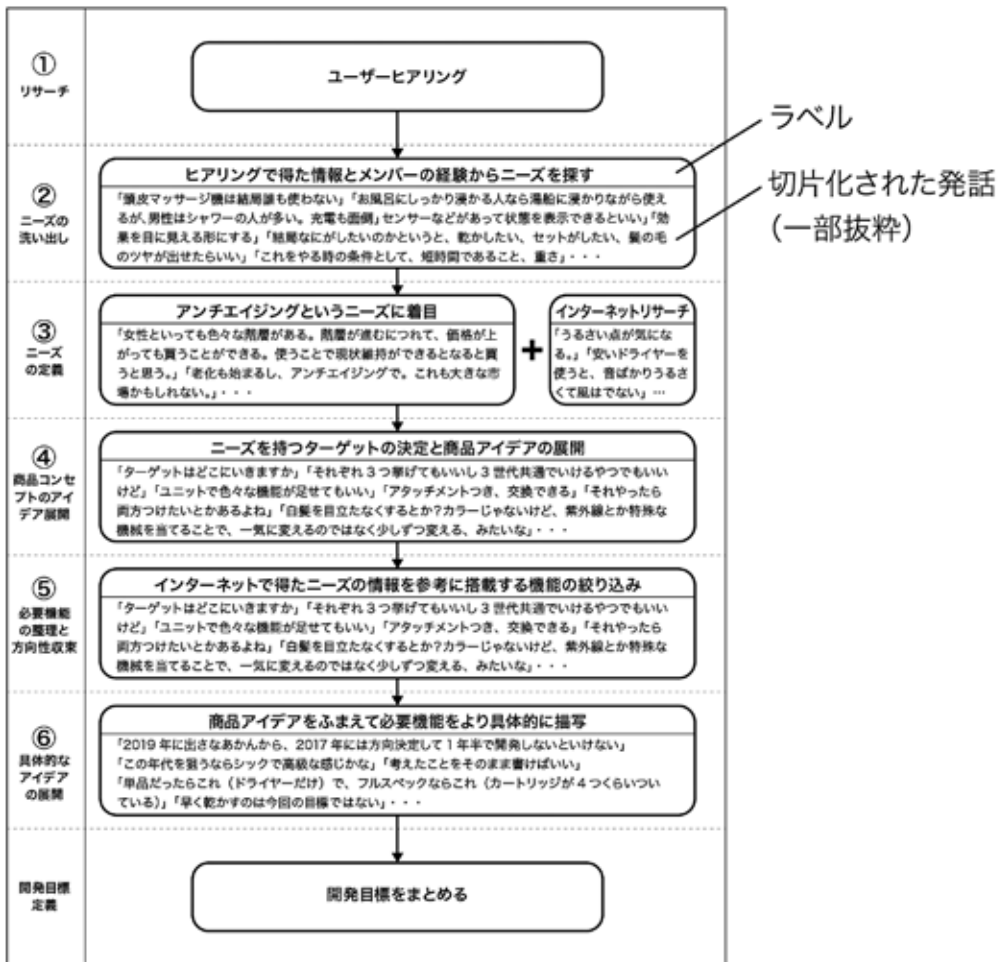 ①
リサーチ
ユーザーヒアリング
ラベル
切片化された発話
（一部抜粋）
②
ニーズの
洗い出し
ヒアリングで得た情報とメンバーの経験からニーズを探す
「頭皮マッサージ機は結局誰も使わない」「お風呂にしっかり浸かる人なら湯船に浸かりながら使え
るが、男性はシャワーの人が多い。充電も面倒」センサーなどがあって状態を表示できるといい」「効
果を目に見える形にする」「結局なにがしたいのかというと、乾かしたい、セットがしたい、髪の毛
のツヤが出せたらいい」「これをやる時の条件として、短時間であること、重さ」・・・
③
ニーズ
の定義
アンチエイジングというニーズに着目
「女性といっても色々な階層がある。階層が進むにつれて、価格が上
がっても買うことができる。使うことで現状維持ができるとなると買
うと思う。」「老化も始まるし、アンチエイジングで。これも大きな市
場かもしれない。」・・・
+
インターネットリサーチ
「うるさい点が気にな
る。」「安いドライヤーを
使うと、音ばかりうるさ
くて風はでない」…
④
商品コンセ
プトのアイ
デア展開
ニーズを持つターゲットの決定と商品アイデアの展開
「ターゲットはどこにいきますか」「それぞれ３つ挙げてもいいし３世代共通でいけるやつでもいい
けど」「ユニットで色々な機能が足せてもいい」「アタッチメントつき、交換できる」「それやったら
両方つけたいとかあるよね」「白髪を目立たなくするとか？カラーじゃないけど、紫外線とか特殊な
機械を当てることで、一気に変えるのではなく少しずつ変える、みたいな」・・・
⑤
必要機能
の整理と
方向性収束
インターネットで得たニーズの情報を参考に搭載する機能の絞り込み
「ターゲットはどこにいきますか」「それぞれ３つ挙げてもいいし３世代共通でいけるやつでもいい
けど」「ユニットで色々な機能が足せてもいい」「アタッチメントつき、交換できる」「それやったら
両方つけたいとかあるよね」「白髪を目立たなくするとか？カラーじゃないけど、紫外線とか特殊な
機械を当てることで、一気に変えるのではなく少しずつ変える、みたいな」・・・
⑥
具体的な
アイデア
の展開
商品アイデアをふまえて必要機能をより具体的に描写
「2019 年に出さなあかんから、2017 年には方向決定して 1 年半で開発しないといけない」
「この年代を狙うならシックで高級な感じかな」「考えたことをそのまま書けばいい」
「単品だったらこれ（ドライヤーだけ）で、フルスペックならこれ（カートリッジが４つくらいつい
ている）」「早く乾かすのは今回の目標ではない」・・・
開発目標
定義
開発目標をまとめる